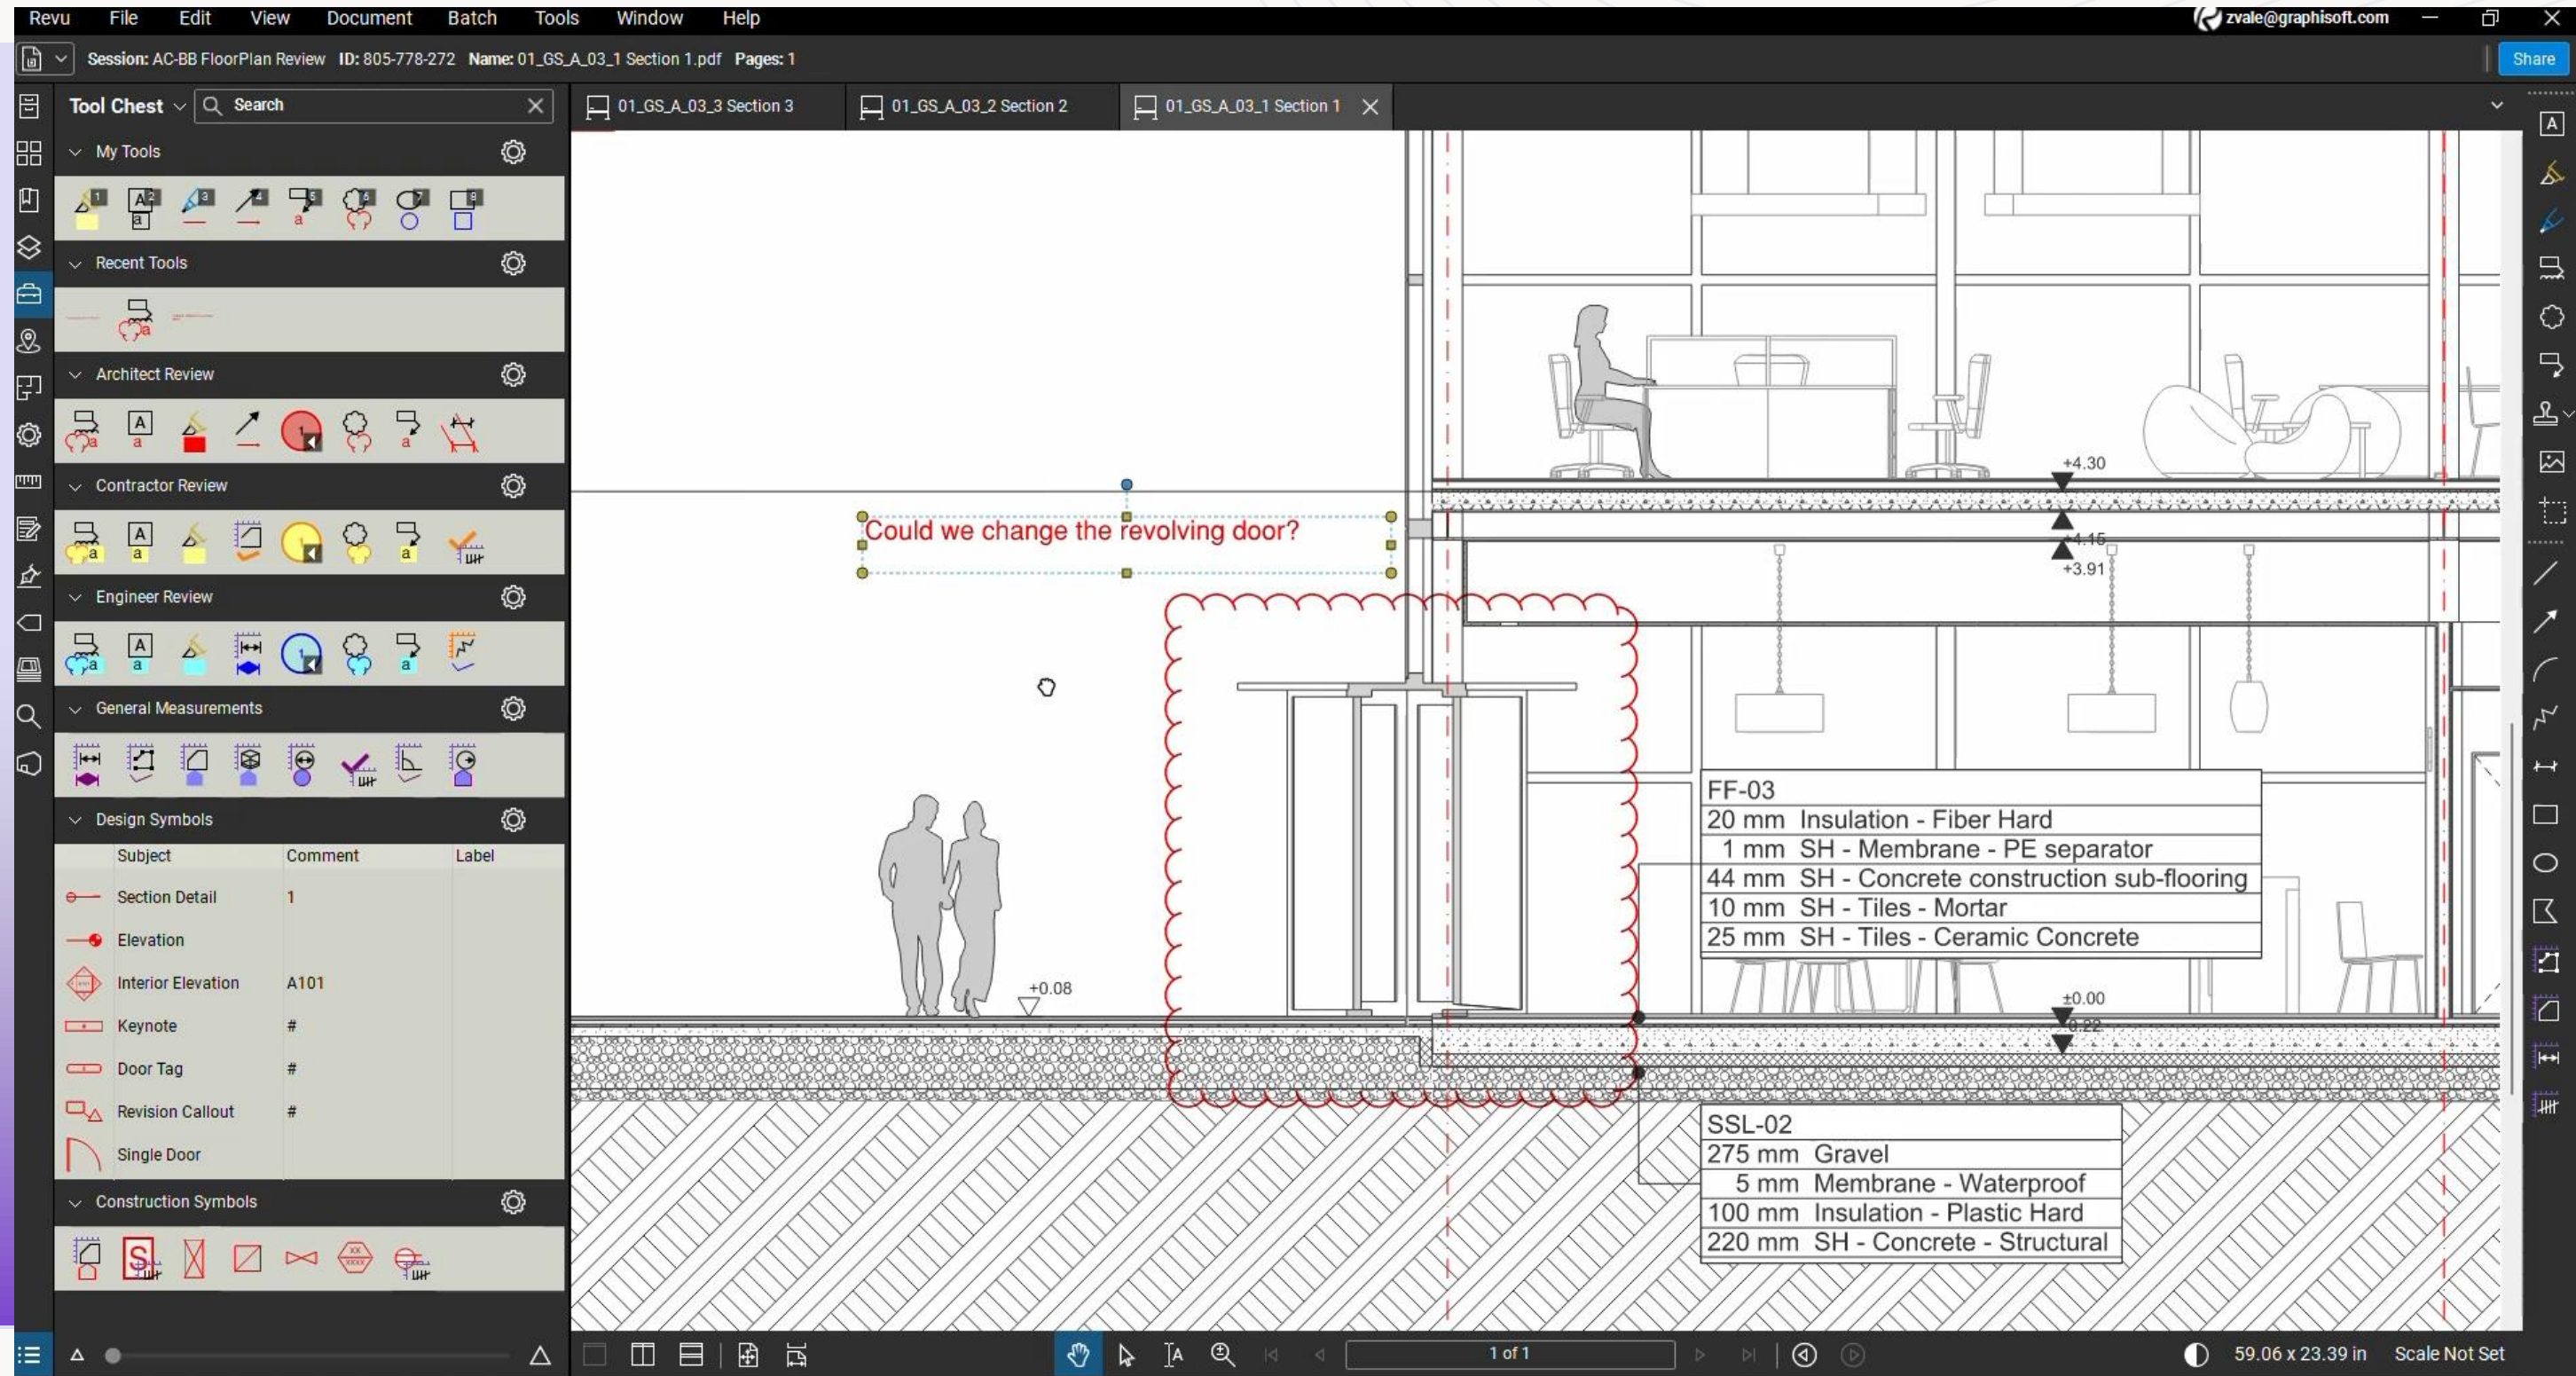 Revu File Edit View Document Batch Tools Window Help zvale@graphisoft.com
Session: AC-BB FloorPlan Review ID: 805-778-272 Name: 01_GS_A_03_1 Section 1.pdf Pages: 1 Share
Tool Chest Search
01_GS_A_03_3 Section 3 01_GS_A_03_2 Section 2 01_GS_A_03_1 Section 1
My Tools
Recent Tools
Architect Review
Contractor Review
Engineer Review
General Measurements
Design Symbols
Subject Comment Label
Section Detail 1
Elevation
Interior Elevation A101
Keynote #
Door Tag #
Revision Callout #
Single Door
Construction Symbols
Could we change the revolving door?
+4.30
+4.15
+3.91
+0.08
FF-03
20 mm Insulation - Fiber Hard
1 mm SH - Membrane - PE separator
44 mm SH - Concrete construction sub-flooring
10 mm SH - Tiles - Mortar
25 mm SH - Tiles - Ceramic Concrete
±0.00
SSL-02
275 mm Gravel
5 mm Membrane - Waterproof
100 mm Insulation - Plastic Hard
220 mm SH - Concrete - Structural
1 of 1
59.06 x 23.39 in Scale Not Set